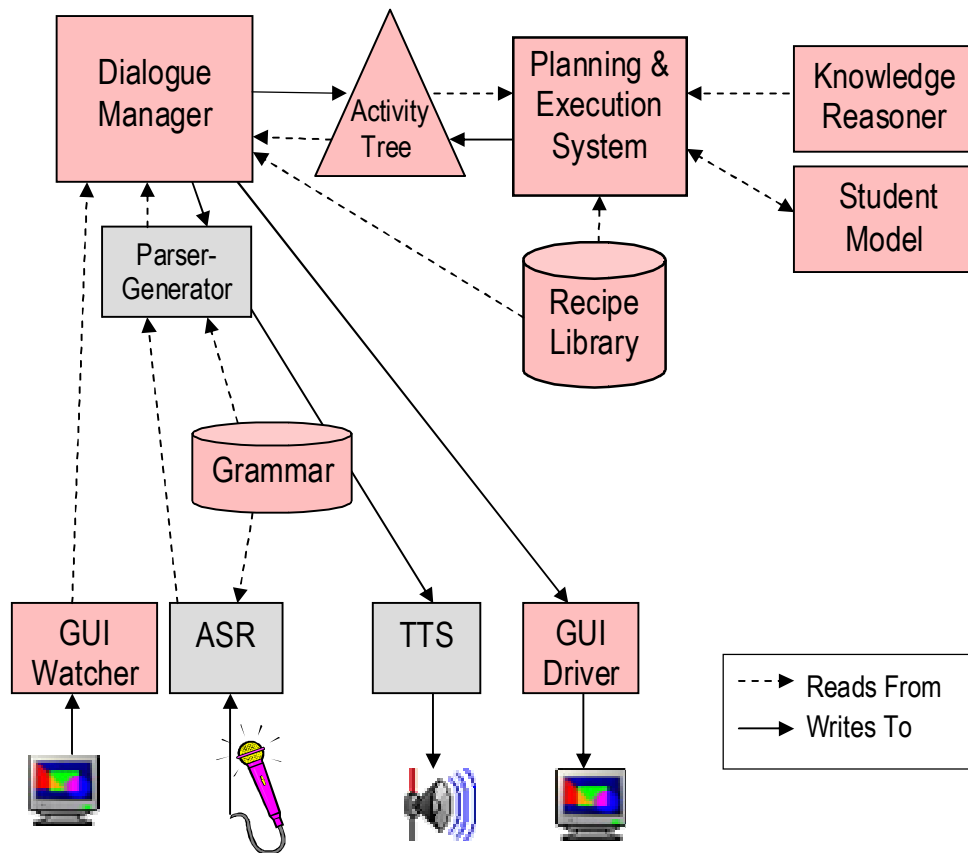 Dialogue
Manager
Activity
Tree
Planning &
Execution
System
Knowledge
Reasoner
Student
Model
Parser-
Generator
Recipe
Library
Grammar
GUI
Watcher
ASR
TTS
GUI
Driver
Reads From
Writes To